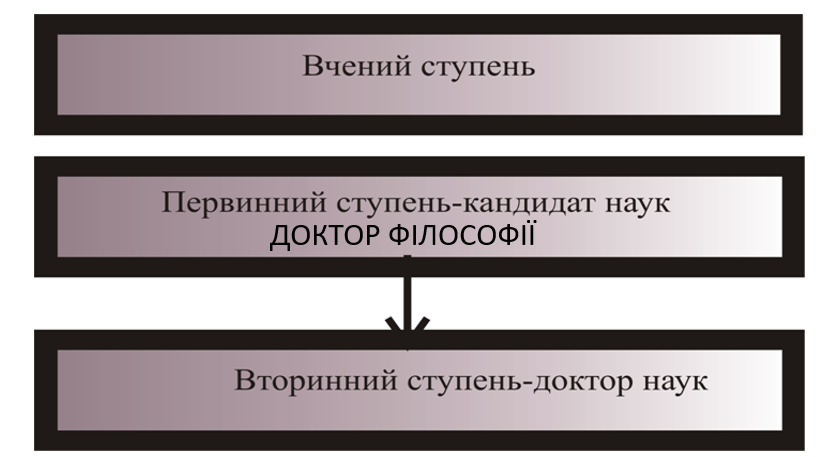 Вчений ступень
Первинний ступень-кандидат наук
ДОКТОР ФІЛОСОФІЇ
Вторинний ступень-доктор наук